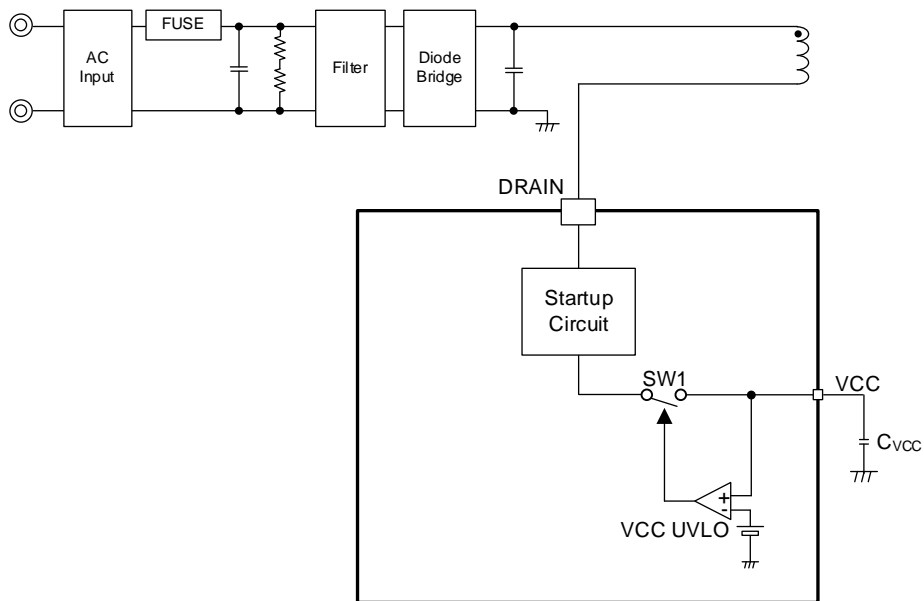 FUSE
AC
Input
Filter
Diode
Bridge
DRAIN
Startup
Circuit
SW1
VCC
CVCC
+
-
VCC UVLO